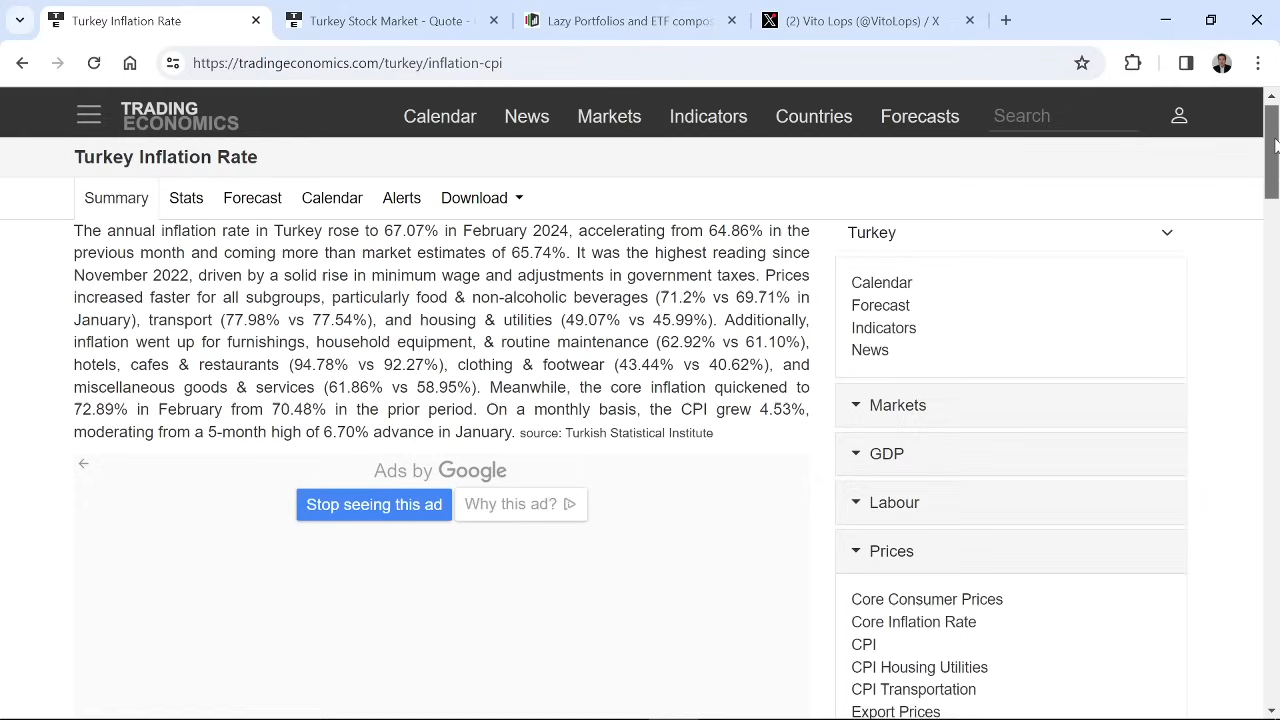 Turkey Inflation Rate
Turkey Stock Market - Quote -
Lazy Portfolios and ETF compos
(2) Vito Lops (@VitoLops) / X
https://tradingeconomics.com/turkey/inflation-cpi
TRADING
ECONOMICS
Calendar News Markets Indicators Countries Forecasts Search
Turkey Inflation Rate
Summary Stats Forecast Calendar Alerts Download
The annual inflation rate in Turkey rose to 67.07% in February 2024, accelerating from 64.86% in the
previous month and coming more than market estimates of 65.74%. It was the highest reading since
November 2022, driven by a solid rise in minimum wage and adjustments in government taxes. Prices
increased faster for all subgroups, particularly food & non-alcoholic beverages (71.2% vs 69.71% in
January), transport (77.98% vs 77.54%), and housing & utilities (49.07% vs 45.99%). Additionally,
inflation went up for furnishings, household equipment, & routine maintenance (62.92% vs 61.10%),
hotels, cafes & restaurants (94.78% vs 92.27%), clothing & footwear (43.44% vs 40.62%), and
miscellaneous goods & services (61.86% vs 58.95%). Meanwhile, the core inflation quickened to
72.89% in February from 70.48% in the prior period. On a monthly basis, the CPI grew 4.53%,
moderating from a 5-month high of 6.70% advance in January. source: Turkish Statistical Institute
Ads by Google
Stop seeing this ad Why this ad?
Turkey
Calendar
Forecast
Indicators
News
Markets
GDP
Labour
Prices
Core Consumer Prices
Core Inflation Rate
CPI
CPI Housing Utilities
CPI Transportation
Export Prices